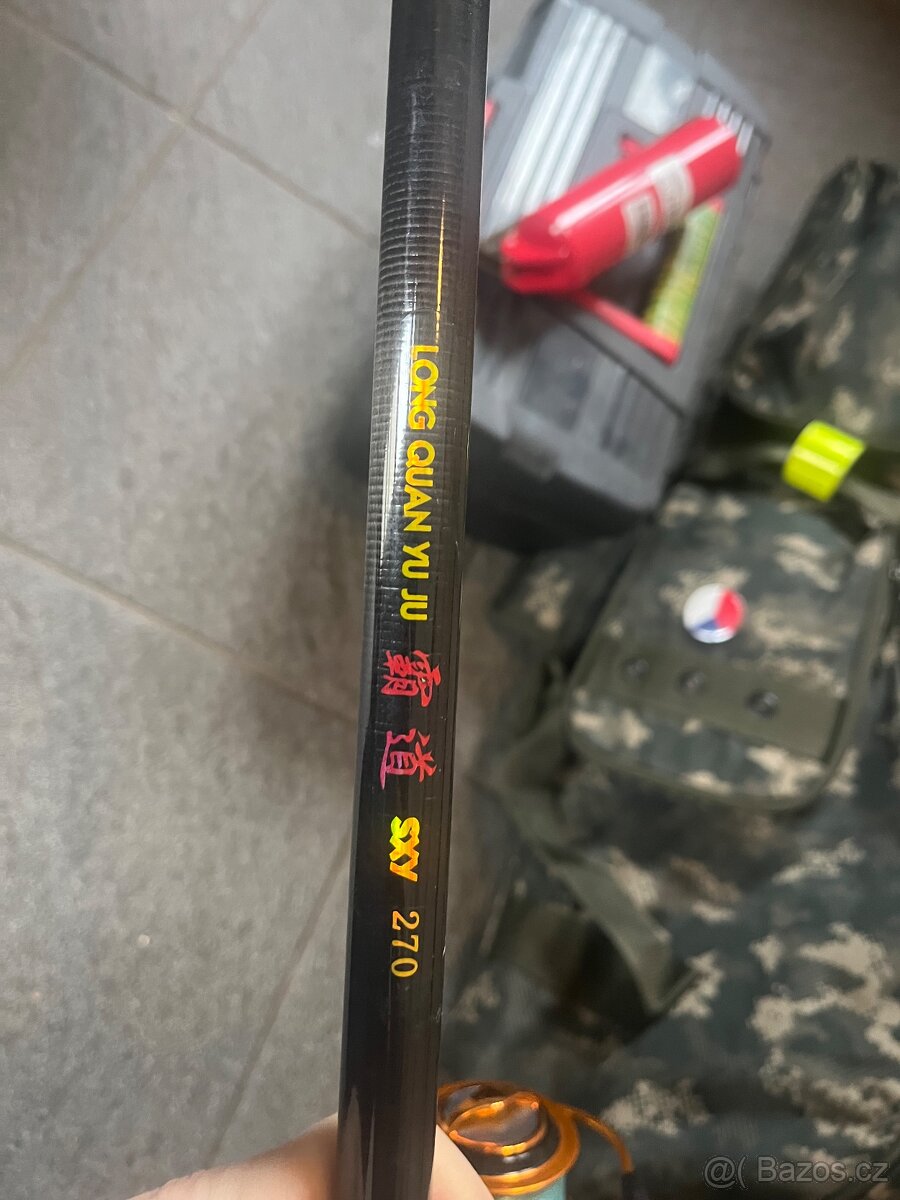 LONG QUAN YU JU 霸道 SXY 270
@( Bazos.cz